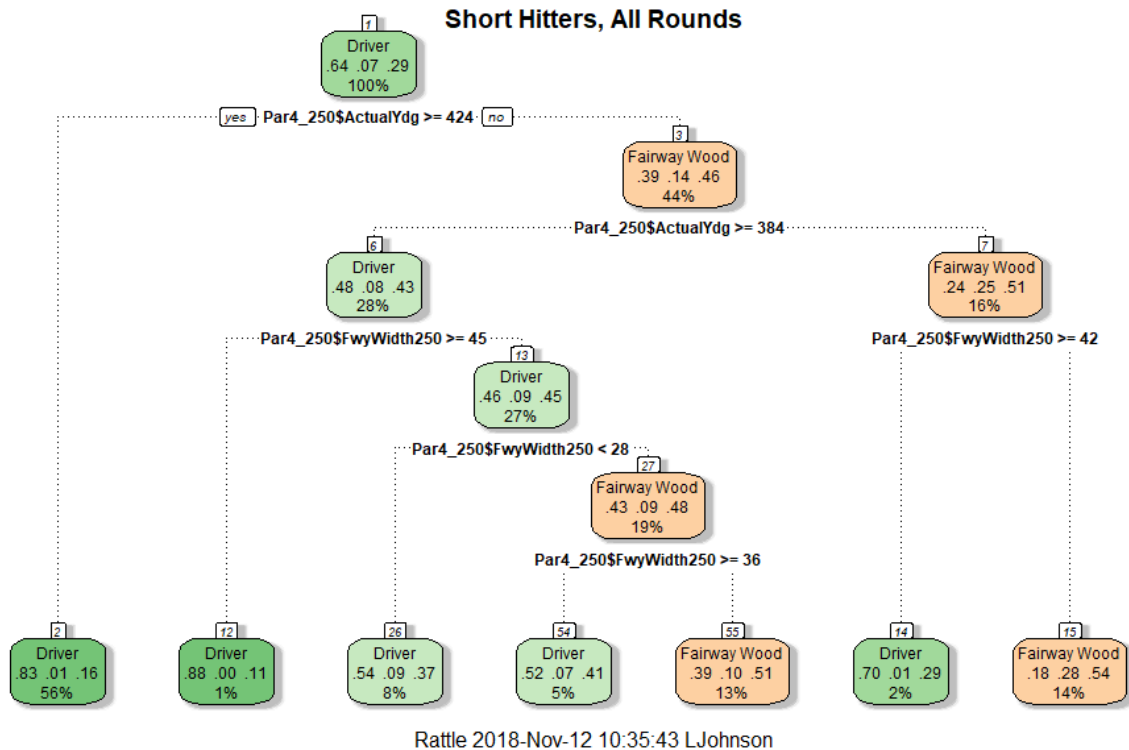 Short Hitters, All Rounds
1
Driver
.64 .07 .29
100%
yes Par4_250$ActualYdg >= 424 no
3
Fairway Wood
.39 .14 .46
44%
Par4_250$ActualYdg >= 384
6
Driver
.48 .08 .43
28%
7
Fairway Wood
.24 .25 .51
16%
Par4_250$FwyWidth250 >= 45
Par4_250$FwyWidth250 >= 42
13
Driver
.46 .09 .45
27%
Par4_250$FwyWidth250 < 28
27
Fairway Wood
.43 .09 .48
19%
Par4_250$FwyWidth250 >= 36
2
Driver
.83 .01 .16
56%
12
Driver
.88 .00 .11
1%
26
Driver
.54 .09 .37
8%
54
Driver
.52 .07 .41
5%
55
Fairway Wood
.39 .10 .51
13%
14
Driver
.70 .01 .29
2%
15
Fairway Wood
.18 .28 .54
14%
Rattle 2018-Nov-12 10:35:43 LJohnson